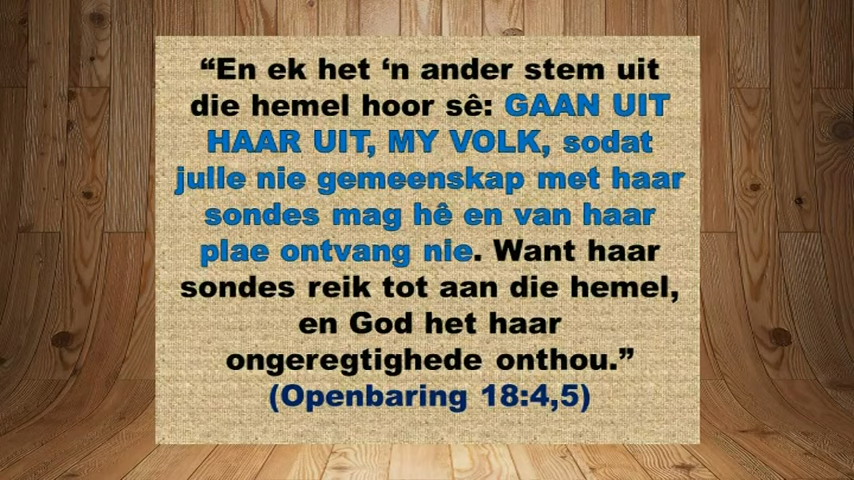 “En ek het ‘n ander stem uit
die hemel hoor sê: GAAN UIT
HAAR UIT, MY VOLK, sodat
julle nie gemeenskap met haar
sondes mag hê en van haar
plae ontvang nie. Want haar
sondes reik tot aan die hemel,
en God het haar
ongeregtighede onthou.”
(Openbaring 18:4,5)